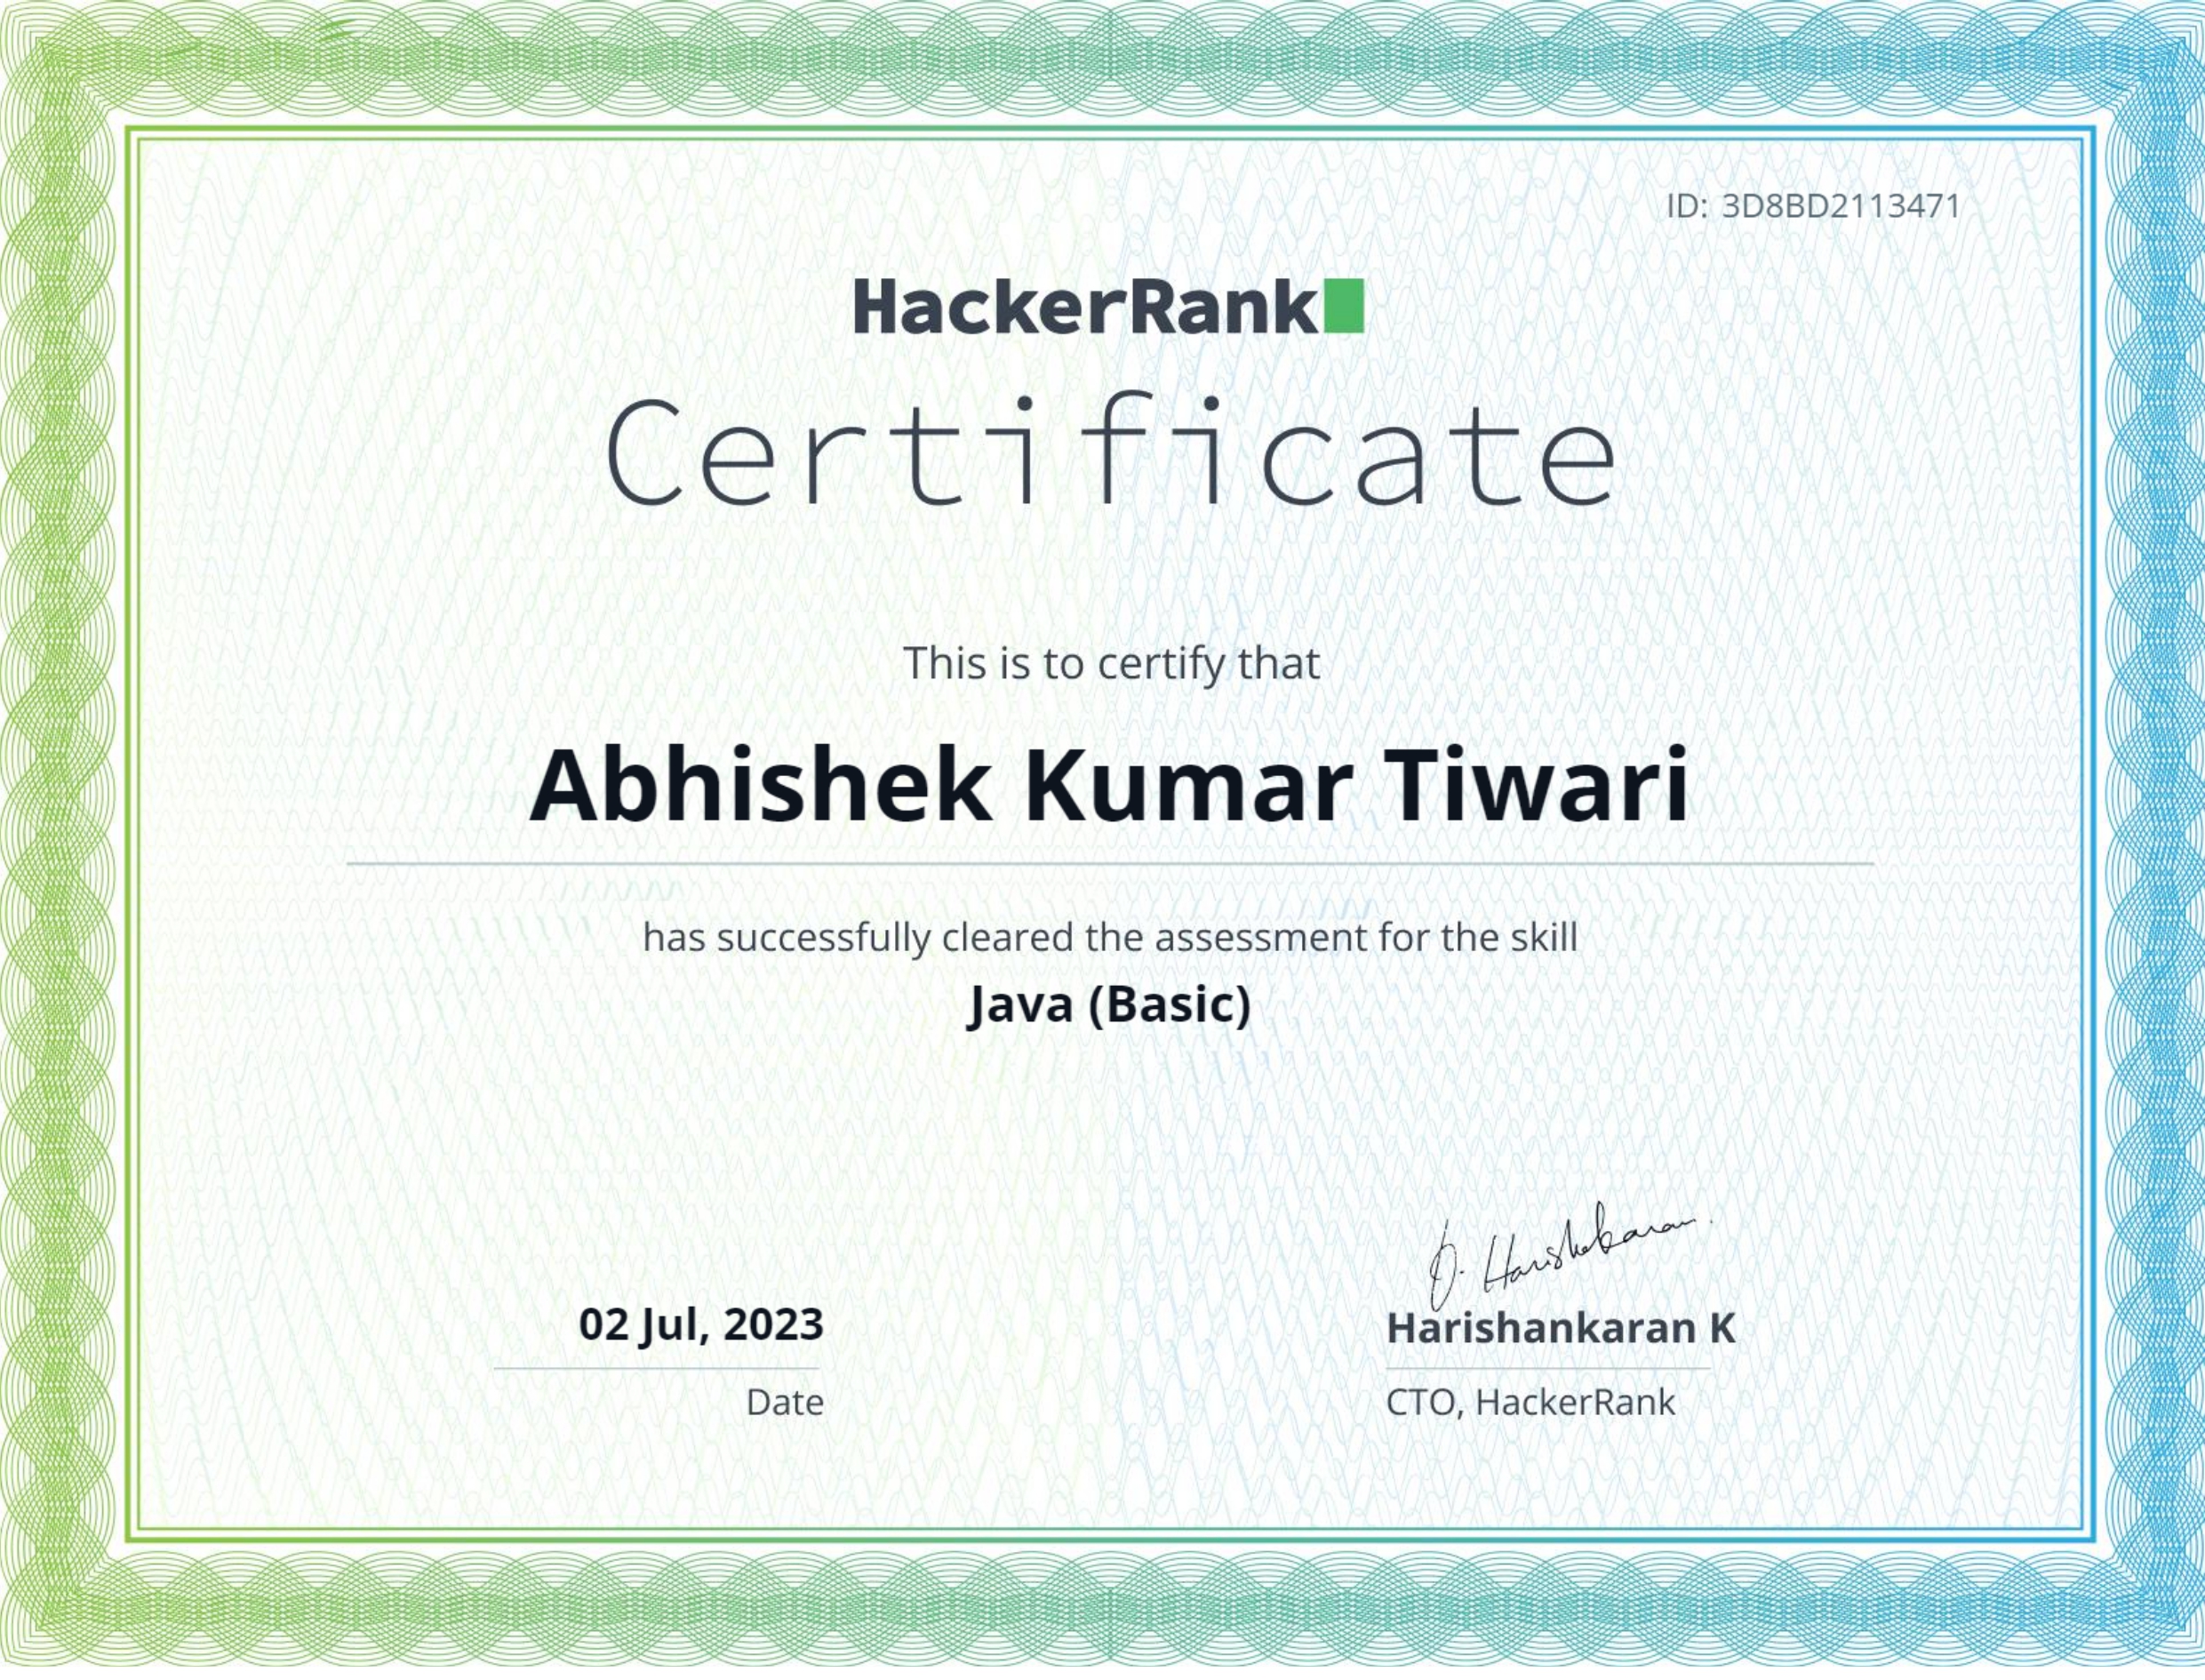 ID: 3D8BD2113471
HackerRank
Certificate
This is to certify that
Abhishek Kumar Tiwari
has successfully cleared the assessment for the skill
Java (Basic)
D. Harishankaran
02 Jul, 2023
Harishankaran K
Date
CTO, HackerRank